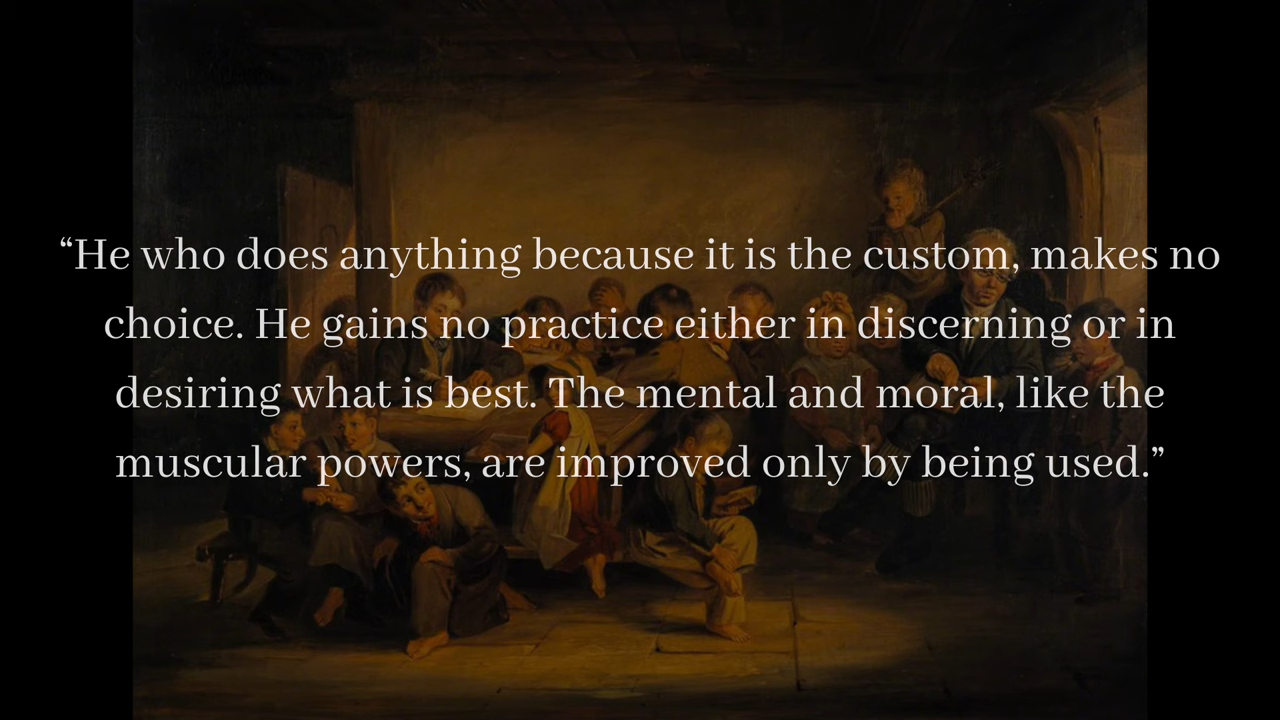 “He who does anything because it is the custom, makes no
choice. He gains no practice either in discerning or in
desiring what is best. The mental and moral, like the
muscular powers, are improved only by being used.”